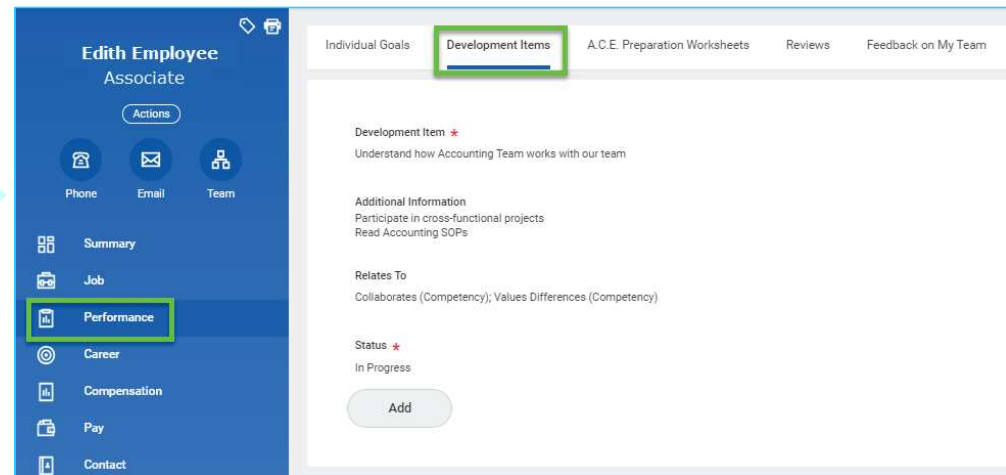 Edith Employee
Associate
Actions
Phone Email Team
Summary
Job
Performance
Career
Compensation
Pay
Contact
Individual Goals Development Items A.C.E. Preparation Worksheets Reviews Feedback on My Team
Development Item *
Understand how Accounting Team works with our team
Additional Information
Participate in cross-functional projects
Read Accounting SOPs
Relates To
Collaborates (Competency); Values Differences (Competency)
Status *
In Progress
Add